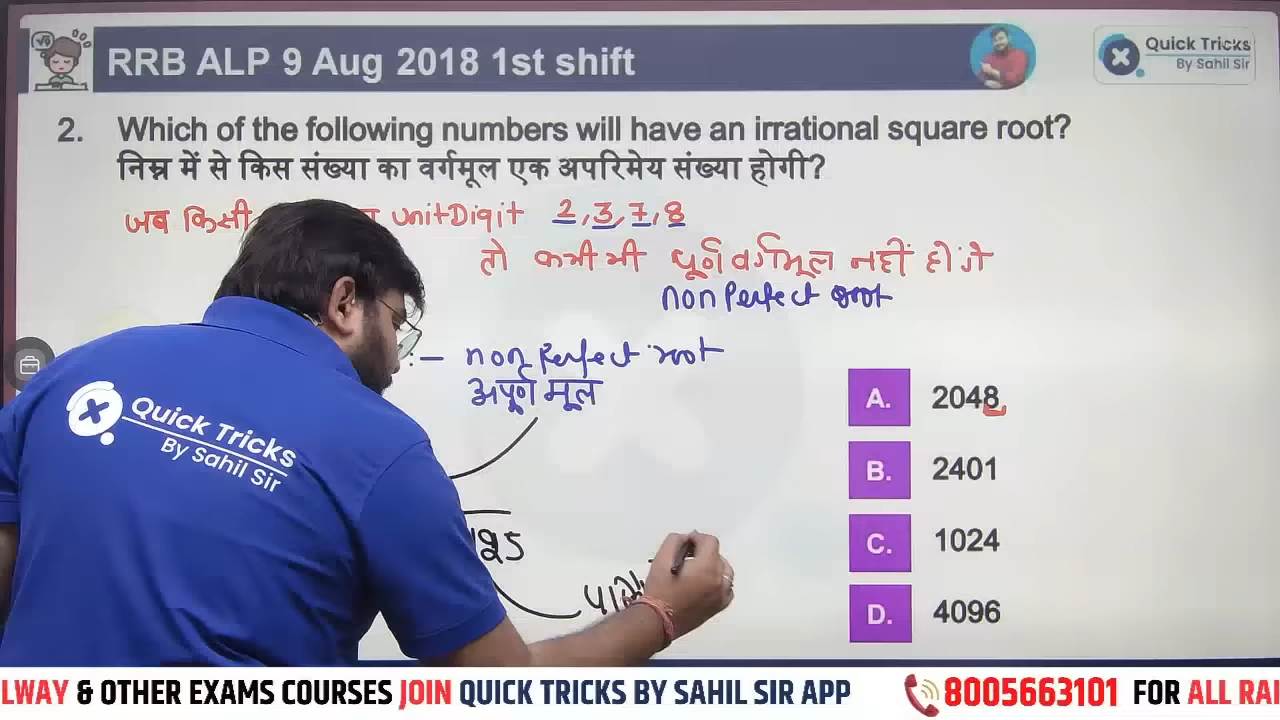 RRB ALP 9 Aug 2018 1st shift
Quick Tricks
By Sahil Sir
2. Which of the following numbers will have an irrational square root?
निम्न में से किस संख्या का वर्गमूल एक अपरिमेय संख्या होगी?
जब किसी unit Digit 2, 3, 7, 8
तो कभी भी पूर्ण वर्गमूल नहीं होंगे
non Perfect root
– non Perfect root
अपूर्ण मूल
A. 2048
B. 2401
C. 1024
D. 4096
Quick Tricks
By Sahil Sir
LWAY & OTHER EXAMS COURSES JOIN QUICK TRICKS BY SAHIL SIR APP 8005663101 FOR ALL RAI